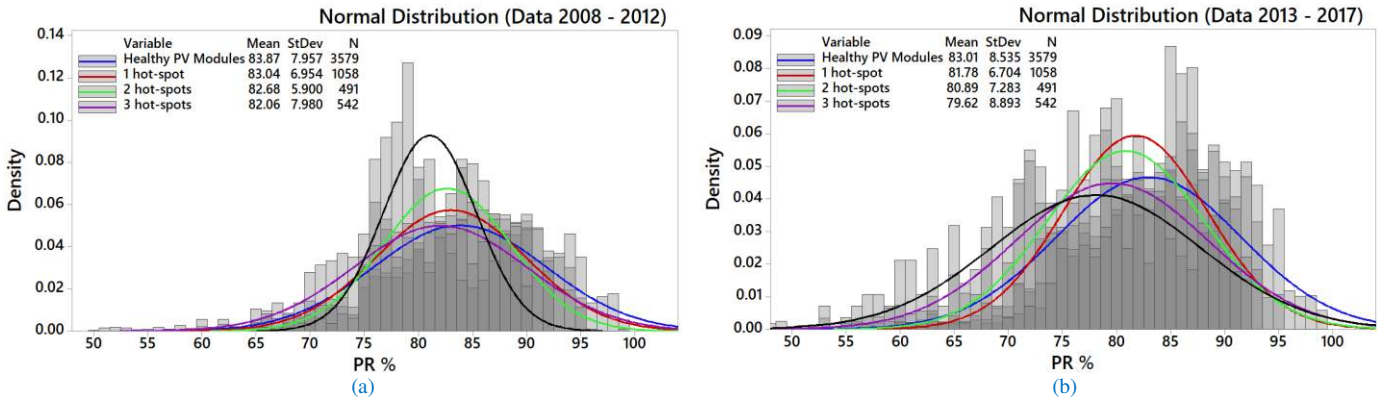 Normal Distribution (Data 2008 - 2012)
Variable Mean StDev N
Healthy PV Modules 83.87 7.957 3579
1 hot-spot 83.04 6.954 1058
2 hot-spots 82.68 5.900 491
3 hot-spots 82.06 7.980 542
0.14
0.12
0.10
0.08
0.06
0.04
0.02
0.00
Density
50 55 60 65 70 75 80 85 90 95 100
PR %
(a)
Normal Distribution (Data 2013 - 2017)
Variable Mean StDev N
Healthy PV Modules 83.01 8.535 3579
1 hot-spot 81.78 6.704 1058
2 hot-spots 80.89 7.283 491
3 hot-spots 79.62 8.893 542
0.09
0.08
0.07
0.06
0.05
0.04
0.03
0.02
0.01
0.00
Density
50 55 60 65 70 75 80 85 90 95 100
PR %
(b)